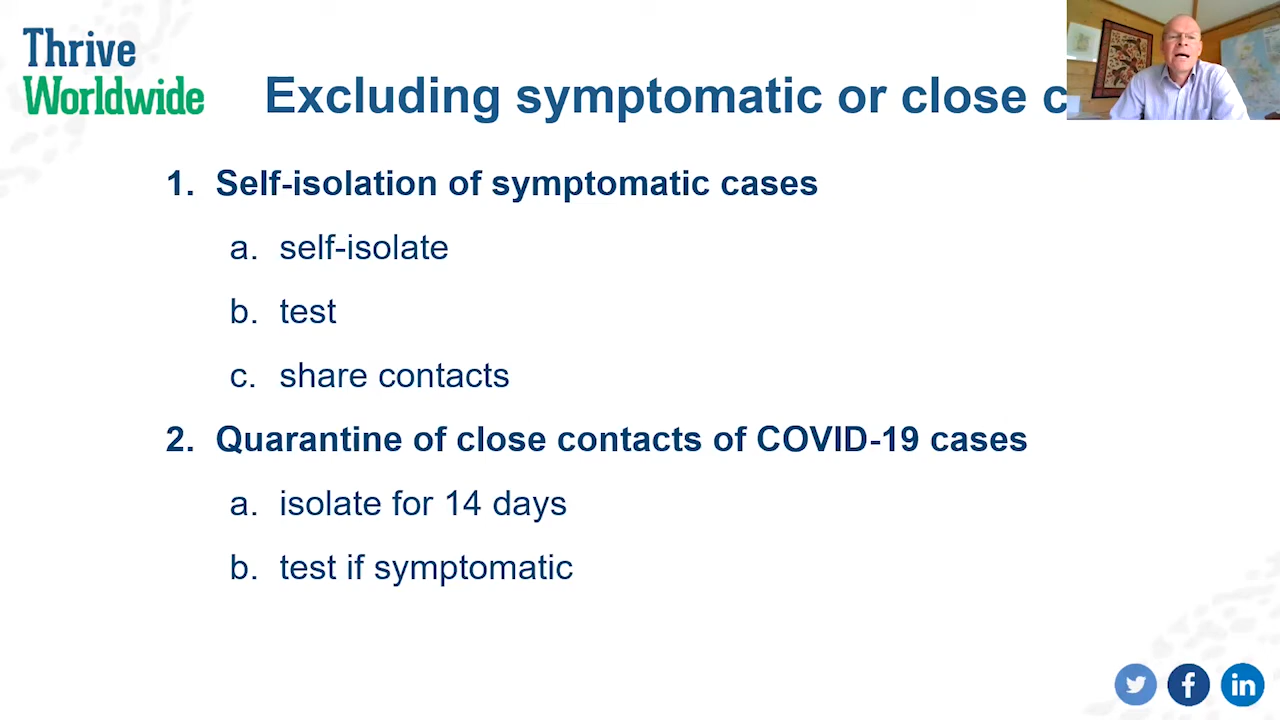 Thrive
Worldwide
Excluding symptomatic or close c
1. Self-isolation of symptomatic cases
a. self-isolate
b. test
c. share contacts
2. Quarantine of close contacts of COVID-19 cases
a. isolate for 14 days
b. test if symptomatic